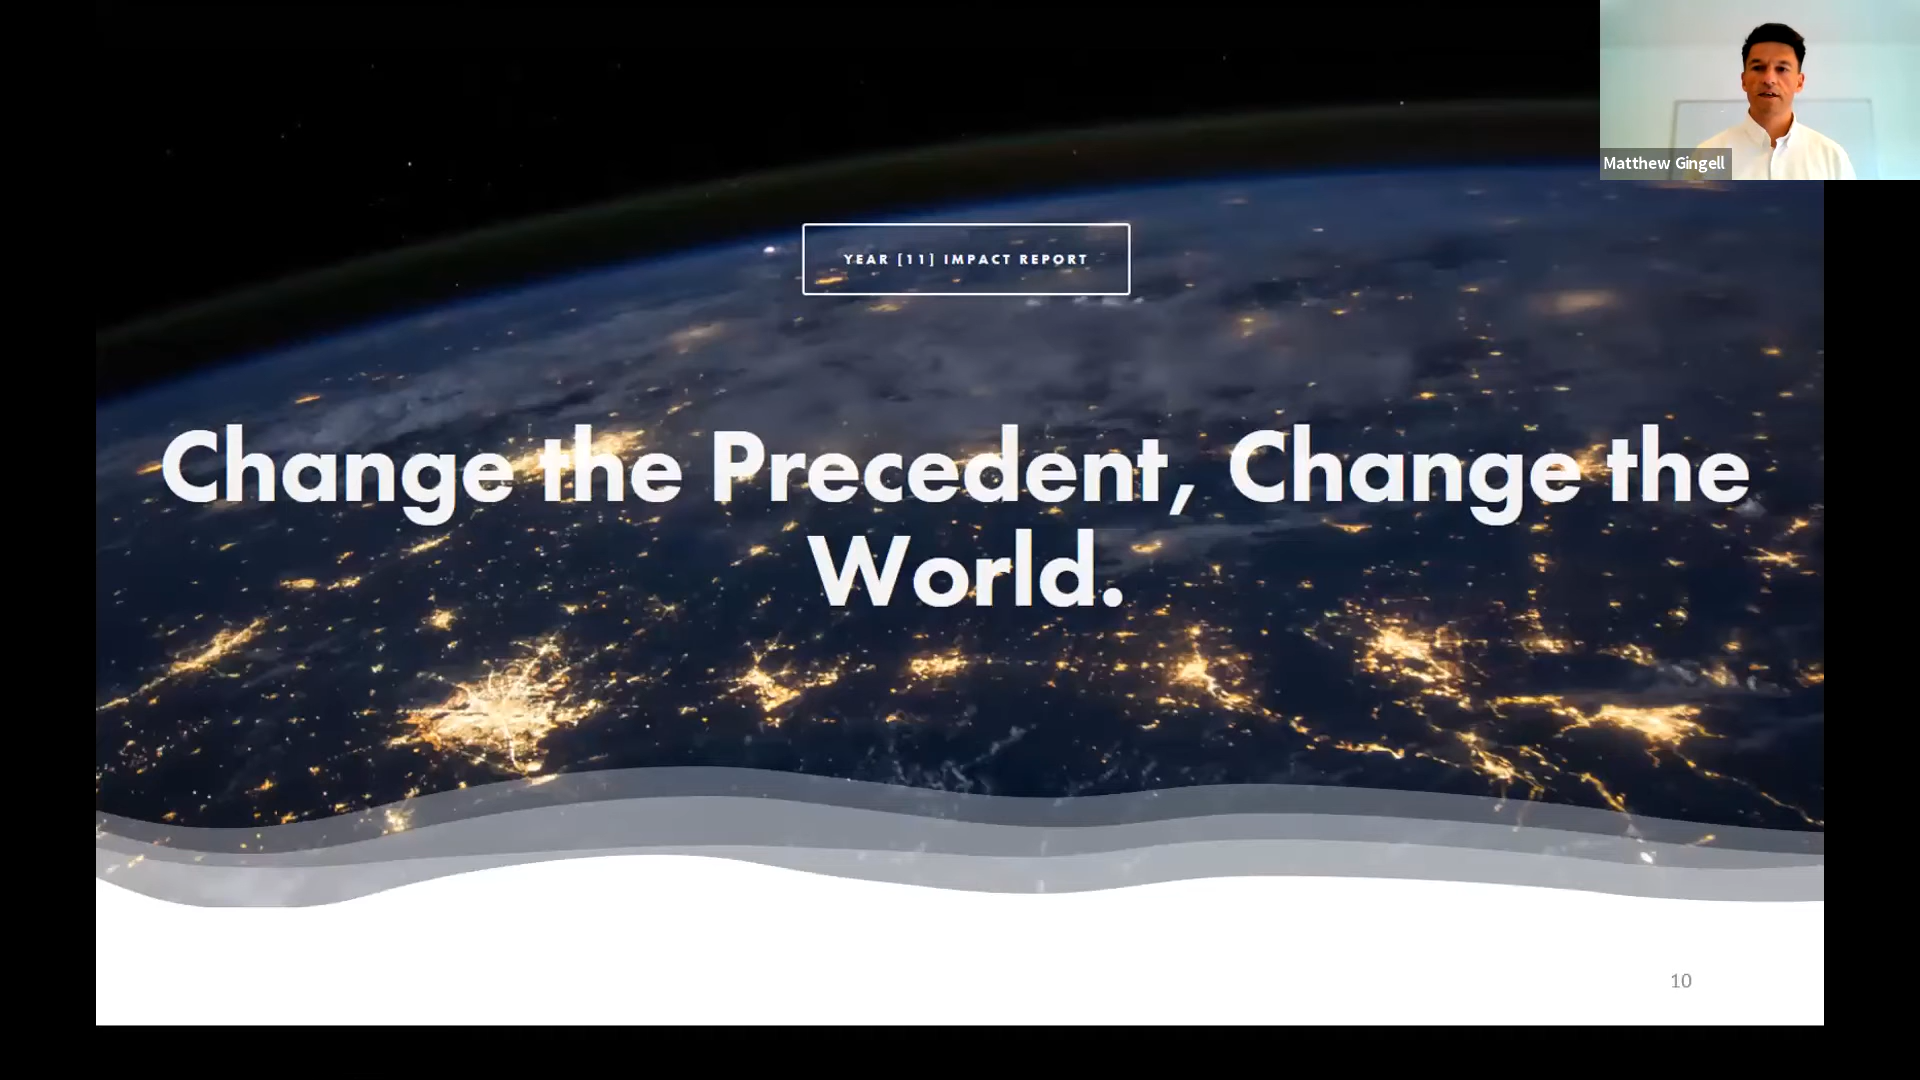 Matthew Gingell
YEAR [11] IMPACT REPORT
Change the Precedent, Change the
World.
10